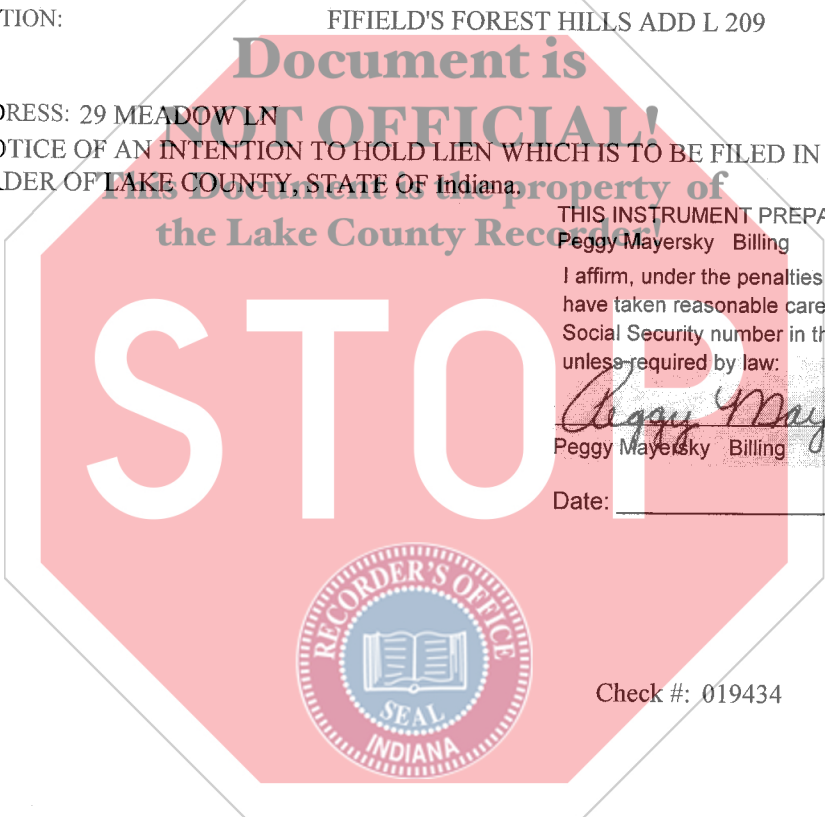 TION: FIFIELD'S FOREST HILLS ADD L 209
Document is
DRESS: 29 MEADOW LN
NOT OFFICIAL!
OTICE OF AN INTENTION TO HOLD LIEN WHICH IS TO BE FILED IN
RDER OF LAKE COUNTY, STATE OF Indiana.
This Document is the property of
the Lake County Recorder!
THIS INSTRUMENT PREPA
Peggy Mayersky Billing
I affirm, under the penalties
have taken reasonable care
Social Security number in th
unless required by law:
STOP
Peggy May
Peggy Mayersky Billing
Date:
RECORDER'S OFFICE
SEAL
INDIANA
Check #: 019434